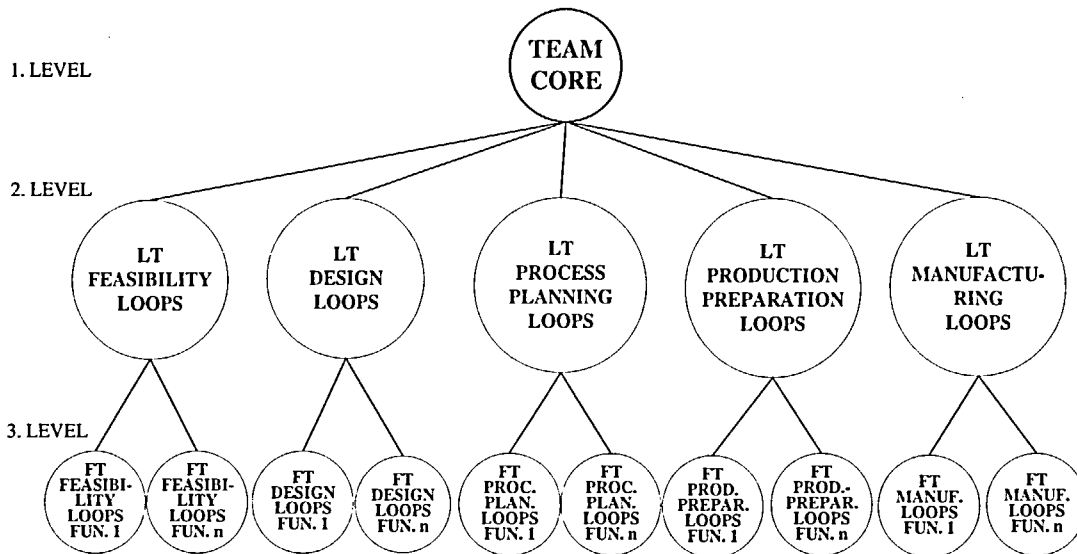 TEAM
CORE
1. LEVEL
2. LEVEL
LT
FEASIBILITY
LOOPS
LT
DESIGN
LOOPS
LT
PROCESS
PLANNING
LOOPS
LT
PRODUCTION
PREPARATION
LOOPS
LT
MANUFACTU-
RING
LOOPS
3. LEVEL
FT
FEASIBI-
LITY
LOOPS
FUN. 1
FT
FEASIBI-
LITY
LOOPS
FUN. n
FT
DESIGN
LOOPS
FUN. 1
FT
DESIGN
LOOPS
FUN. n
FT
PROC.
PLAN.
LOOPS
FUN. 1
FT
PROC.
PLAN.
LOOPS
FUN. n
FT
PROD.
PREPAR.
LOOPS
FUN. 1
FT
PROD.-
PREPAR.
LOOPS
FUN. n
FT
MANUF.
LOOPS
FUN. 1
FT
MANUF.
LOOPS
FUN. n